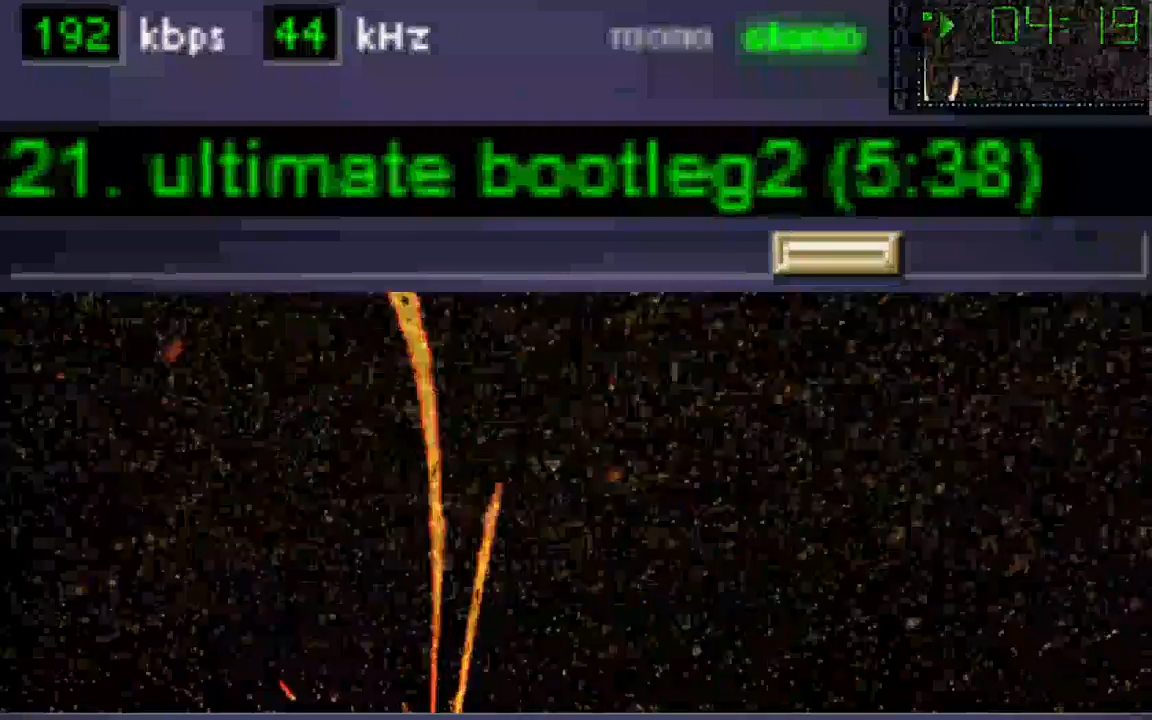 192 kbps 44 kHz mono stereo 04:19
21. ultimate bootleg2 (5:38)